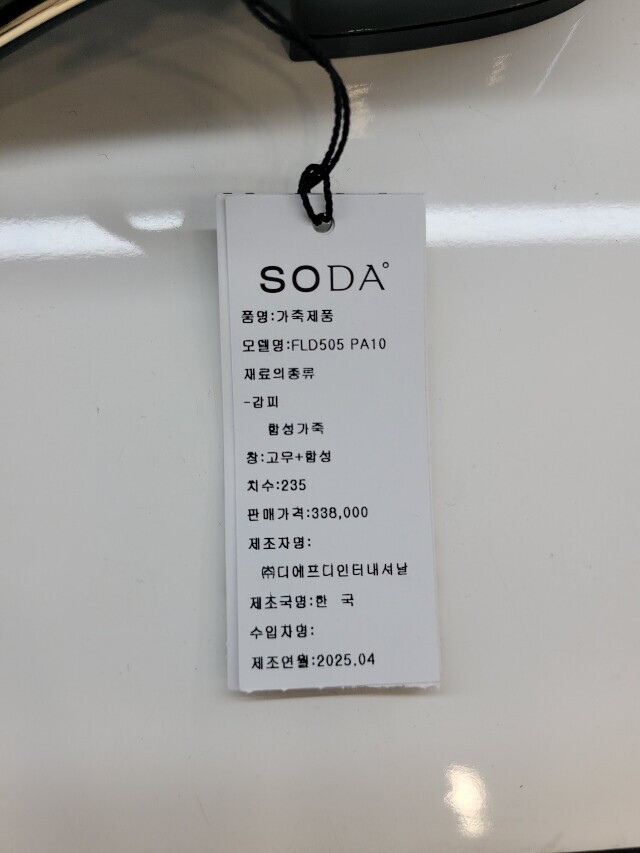 SODA°
품명:가죽제품
모델명:FLD505 PA10
재료의종류
-갑피
합성가죽
창:고무+합성
치수:235
판매가격:338,000
제조자명:
㈜디에프디인터내셔날
제조국명:한 국
수입자명:
제조연월:2025.04